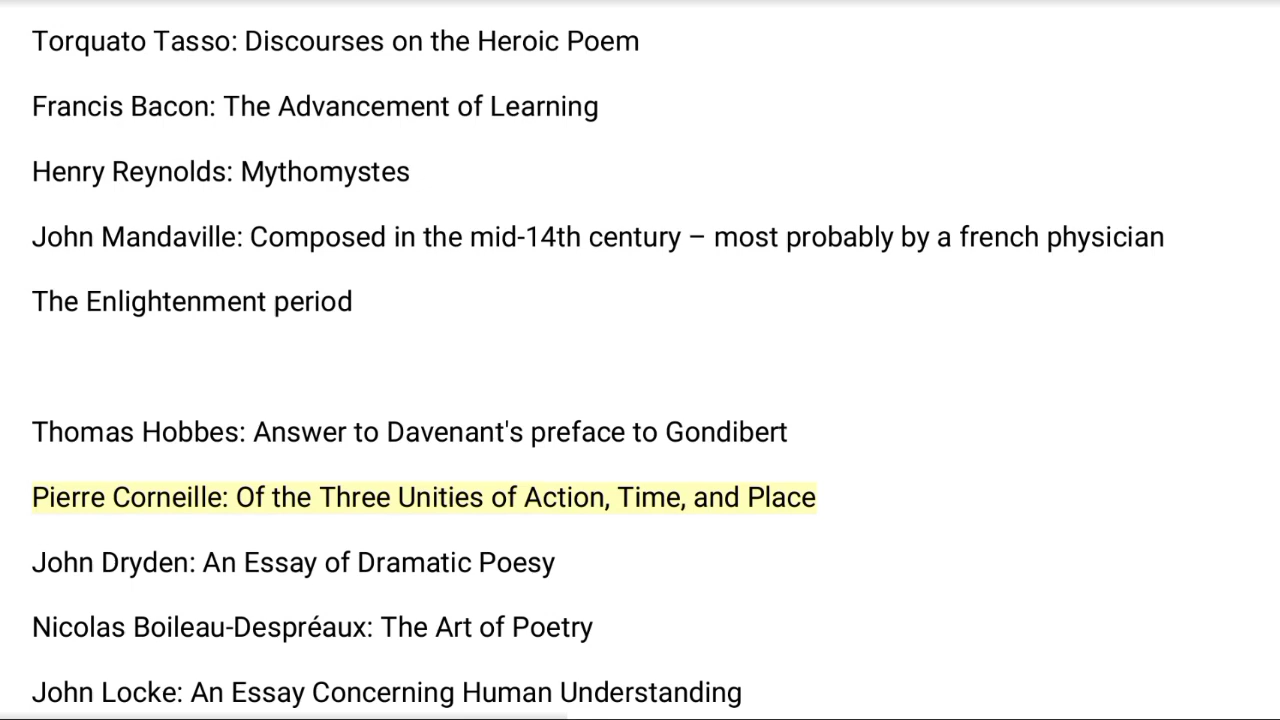 Torquato Tasso: Discourses on the Heroic Poem
Francis Bacon: The Advancement of Learning
Henry Reynolds: Mythomystes
John Mandaville: Composed in the mid-14th century – most probably by a french physician
The Enlightenment period
Thomas Hobbes: Answer to Davenant's preface to Gondibert
Pierre Corneille: Of the Three Unities of Action, Time, and Place
John Dryden: An Essay of Dramatic Poesy
Nicolas Boileau-Despréaux: The Art of Poetry
John Locke: An Essay Concerning Human Understanding